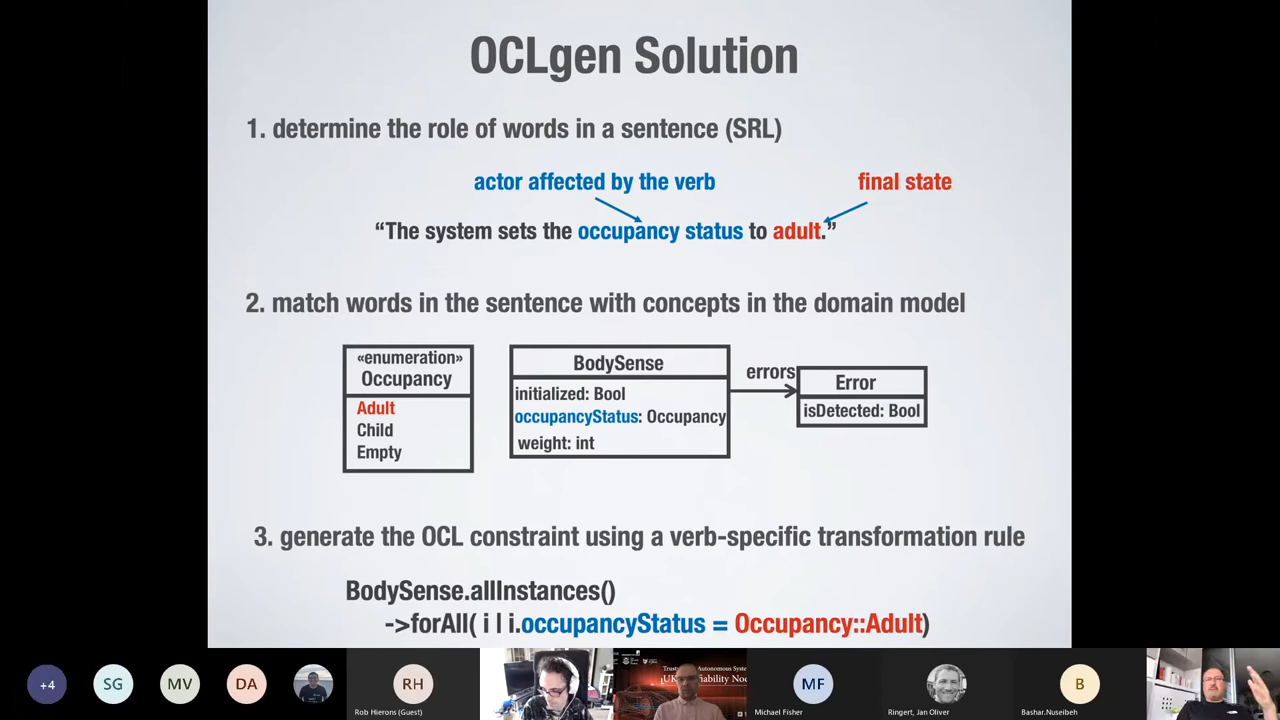 OCLgen Solution
1. determine the role of words in a sentence (SRL)
actor affected by the verb
final state
“The system sets the occupancy status to adult.”
2. match words in the sentence with concepts in the domain model
«enumeration»
Occupancy
Adult
Child
Empty
BodySense
initialized: Bool
occupancyStatus: Occupancy
weight: int
errors
Error
isDetected: Bool
3. generate the OCL constraint using a verb-specific transformation rule
BodySense.allInstances()
->forAll( i | i.occupancyStatus = Occupancy::Adult)
+4
SG
MV
DA
RH
Rob Hierons (Guest)
MF
Michael Fisher
Ringert, Jan Oliver
B
Bashar.Nuseibeh